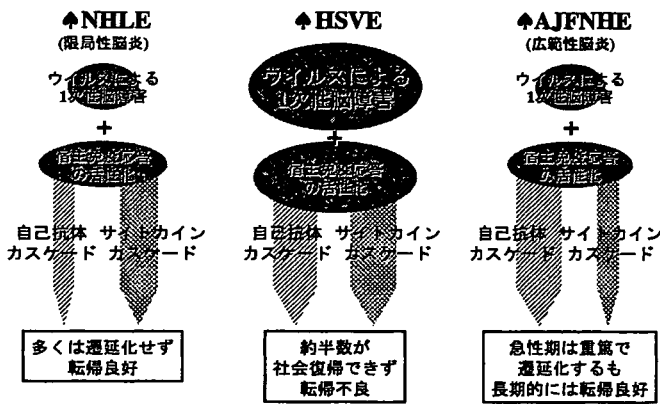 ♠NHLE
(限局性脳炎)
ウイルスによる
1次性脳障害
+
宿主免疫応答
の活性化
自己抗体 サイトカイン
カスケード カスケード
多くは遷延化せず
転帰良好
♠HSVE
ウイルスによる
1次性脳障害
+
宿主免疫応答
の活性化
自己抗体 サイトカイン
カスケード カスケード
約半数が
社会復帰できず
転帰不良
♠AJFNHE
(広範性脳炎)
ウイルスによる
1次性脳障害
+
宿主免疫応答
の活性化
自己抗体 サイトカイン
カスケード カスケード
急性期は重篤で
遷延化するも
長期的には転帰良好